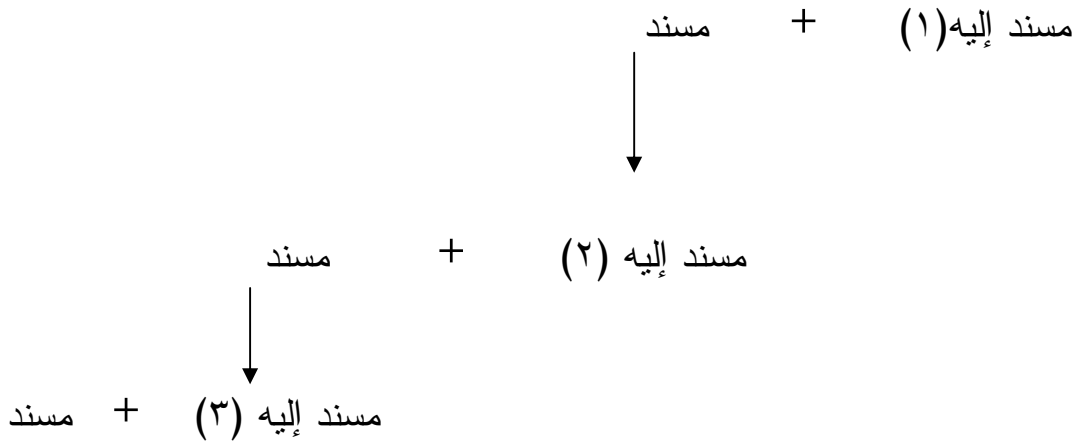 مسند إليه(١) + مسند
مسند إليه (٢) + مسند
مسند إليه (٣) + مسند